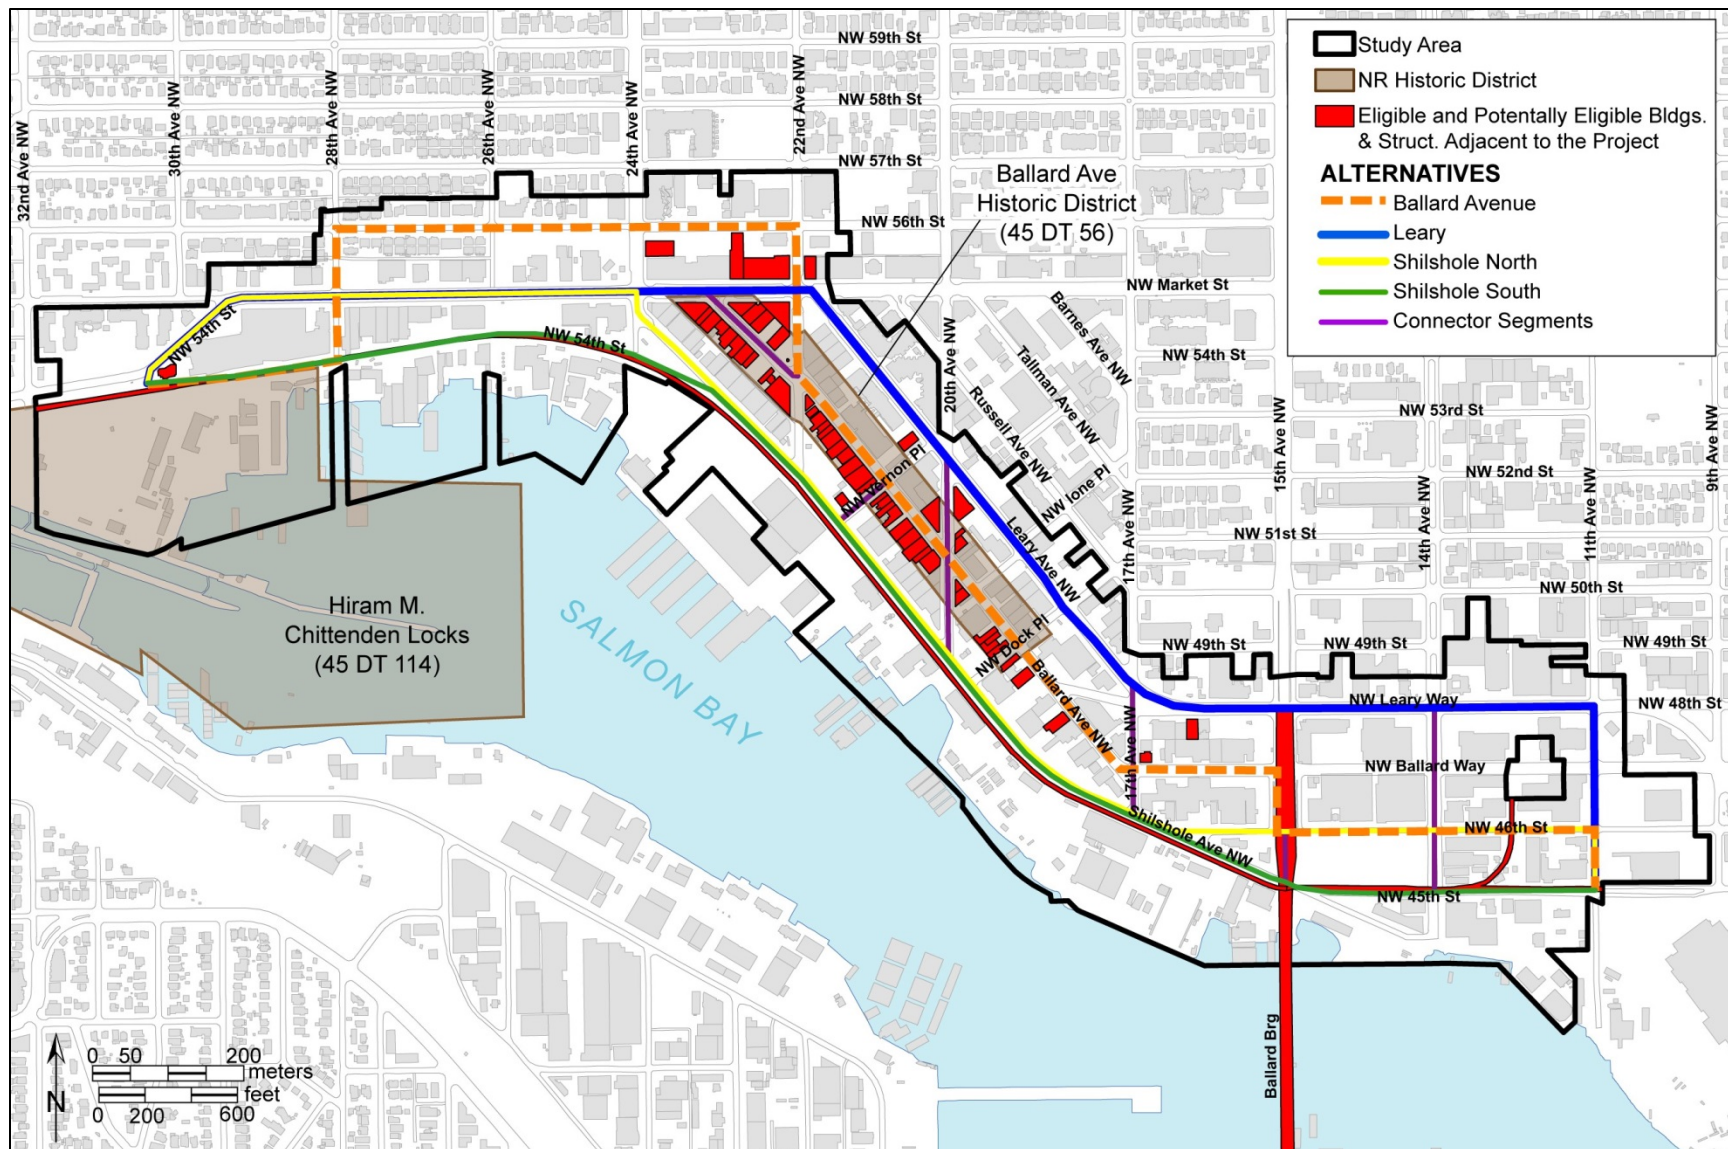 NW 59th St
NW 58th St
NW 57th St
NW 56th St
32nd Ave NW
30th Ave NW
28th Ave NW
26th Ave NW
24th Ave NW
22nd Ave NW
Study Area
NR Historic District
Eligible and Potentially Eligible Bldgs.
& Struct. Adjacent to the Project
ALTERNATIVES
Ballard Avenue
Leary
Shilshole North
Shilshole South
Connector Segments
Ballard Ave
Historic District
(45 DT 56)
NW Market St
NW 54th St
NW 54th St
NW 54th St
Barnes Ave NW
Tallman Ave NW
Russell Ave NW
20th Ave NW
NW Ione Pl
17th Ave NW
15th Ave NW
14th Ave NW
11th Ave NW
9th Ave NW
NW 53rd St
NW 52nd St
NW 51st St
NW 50th St
NW 49th St
NW 49th St
NW 49th St
NW 48th St
NW Vernon Pl
Leary Ave NW
NW Dock Pl
Ballard Ave NW
17th Ave NW
NW Leary Way
NW Ballard Way
NW 46th St
NW 45th St
Shilshole Ave NW
Hiram M.
Chittenden Locks
(45 DT 114)
SALMON BAY
Ballard Brg
N
0 50 200
meters
feet
0 200 600